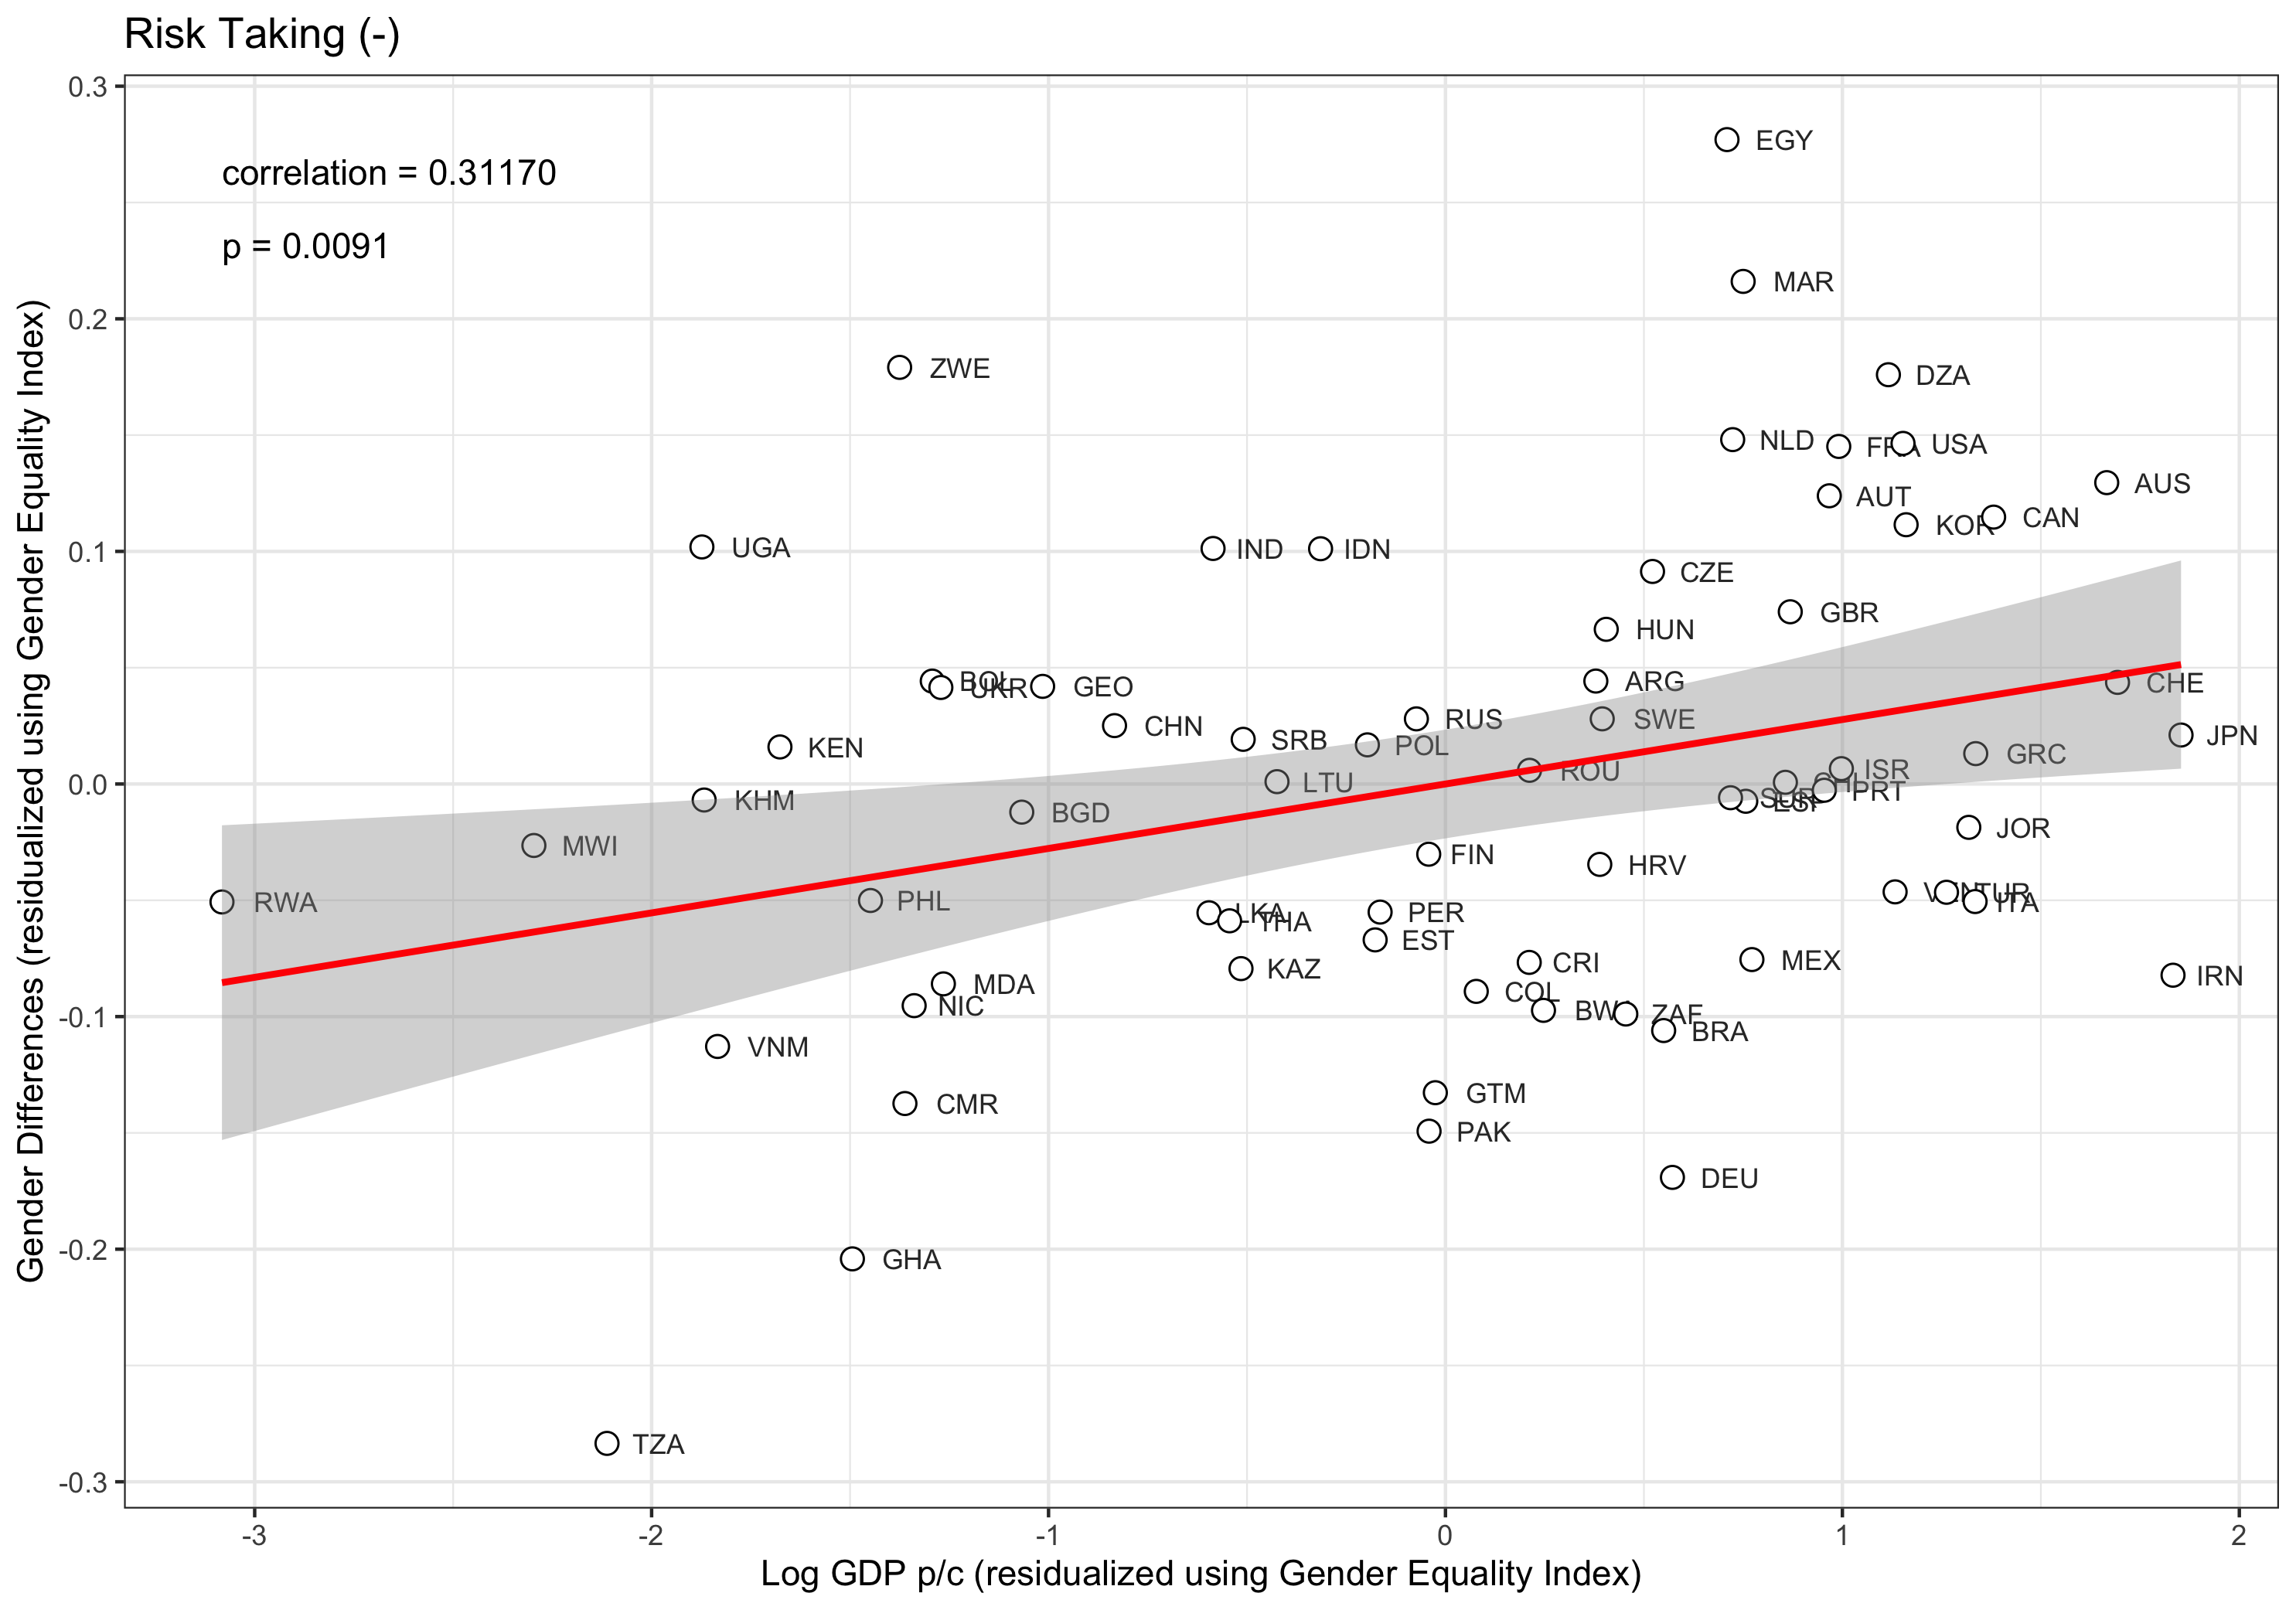 Risk Taking (-)
0.3
EGY
correlation = 0.31170
p = 0.0091
MAR
0.2
ZWE
DZA
NLD
FRA
USA
AUS
AUT
KOR
CAN
0.1
UGA
IND
IDN
CZE
GBR
HUN
BOL
UKR
GEO
ARG
CHE
CHN
RUS
SWE
SRB
JPN
KEN
POL
GRC
ROU
ISR
0.0
LTU
CHL
PRT
KHM
SUR
ESP
BGD
JOR
MWI
FIN
HRV
VEN
TUR
ITA
RWA
PHL
LKA
THA
PER
EST
MEX
CRI
KAZ
IRN
MDA
COL
NIC
-0.1
BWA
ZAF
BRA
VNM
GTM
CMR
PAK
DEU
-0.2
GHA
TZA
-0.3
-3 -2 -1 0 1 2
Log GDP p/c (residualized using Gender Equality Index)
Gender Differences (residualized using Gender Equality Index)